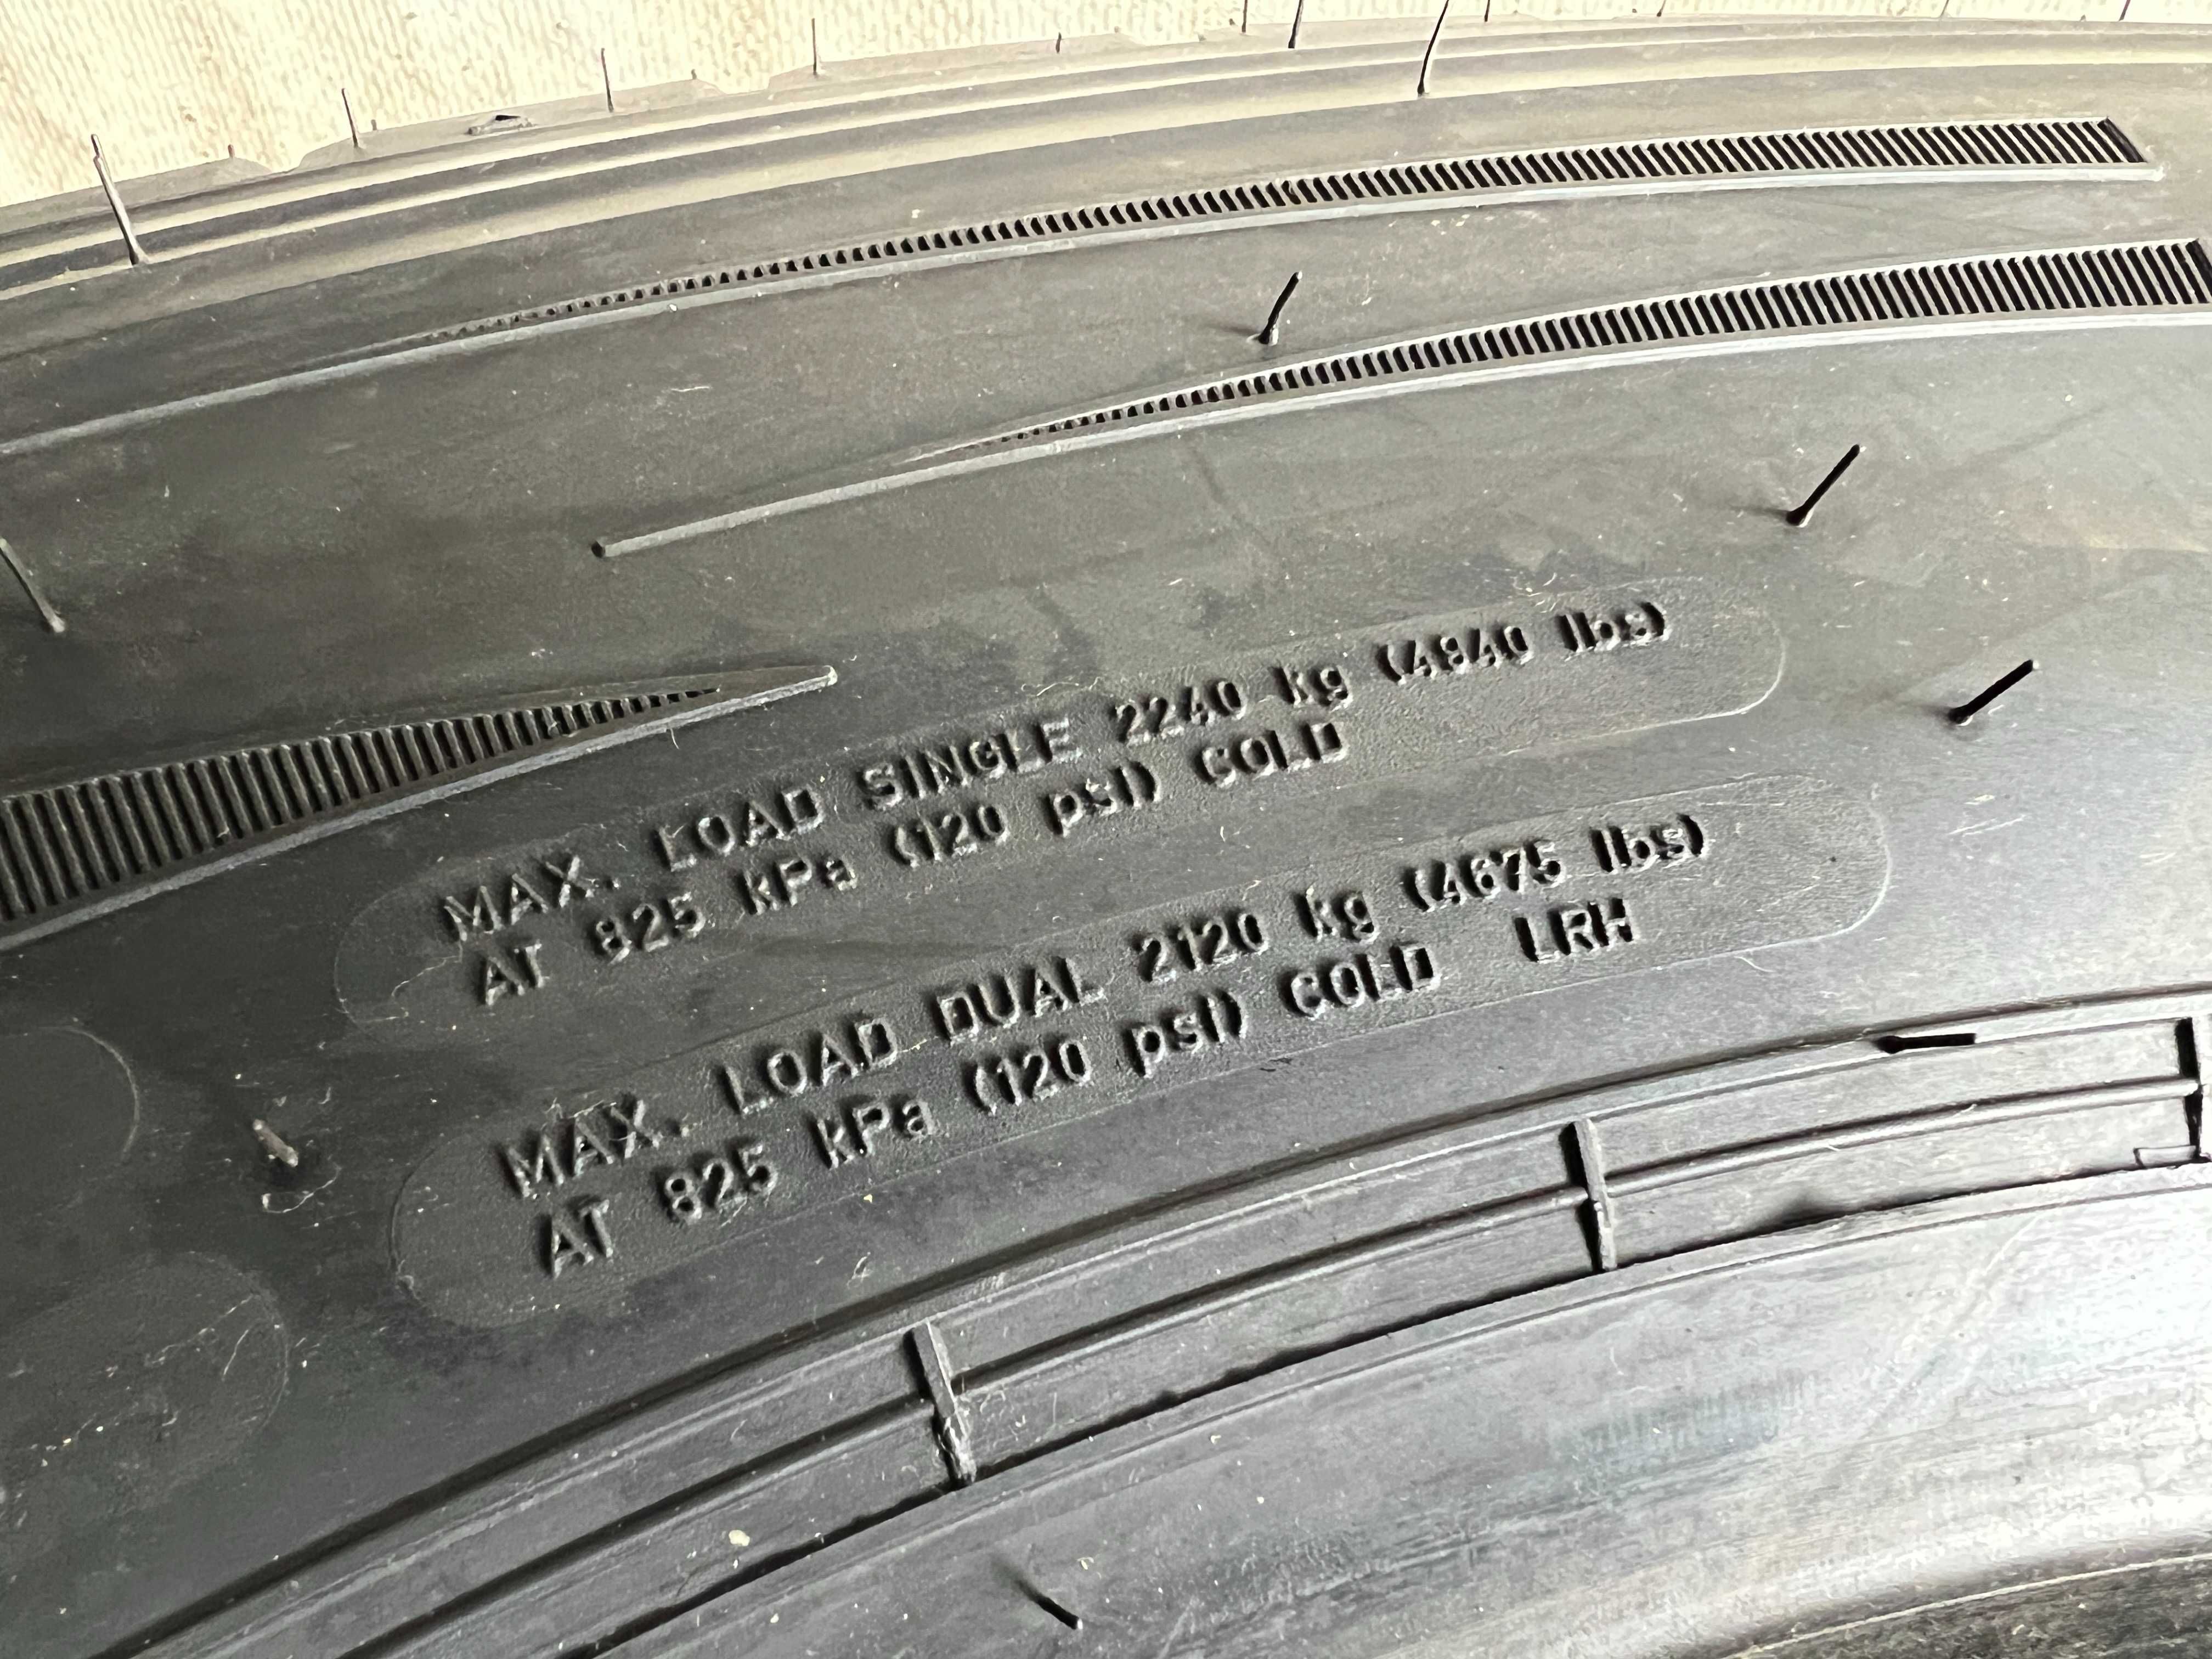 MAX. LOAD SINGLE 2240 kg (4940 lbs)
AT 825 kPa (120 psi) COLD
MAX. LOAD DUAL 2120 kg (4675 lbs)
AT 825 kPa (120 psi) COLD LRH